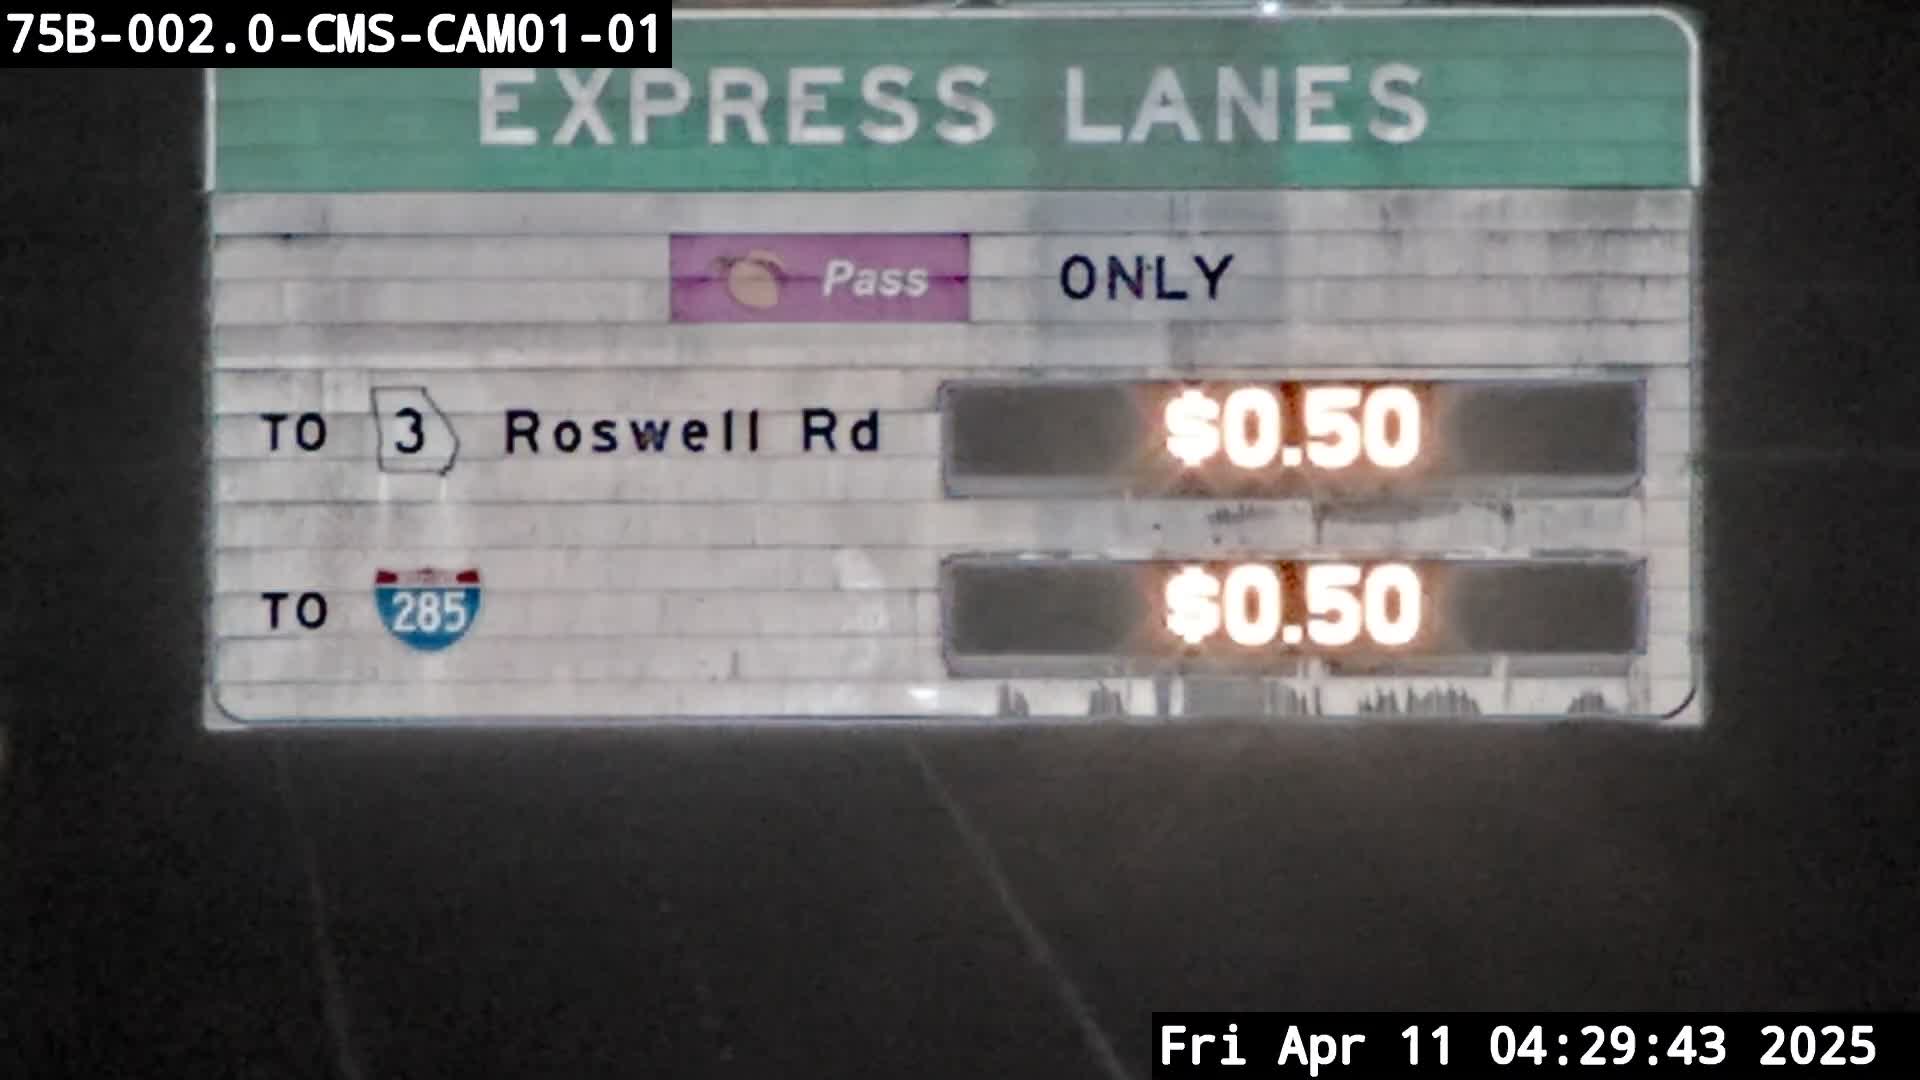 75B-002.0-CMS-CAM01-01
EXPRESS LANES
Pass ONLY
TO 3 Roswell Rd $0.50
TO 285 $0.50
Fri Apr 11 04:29:43 2025